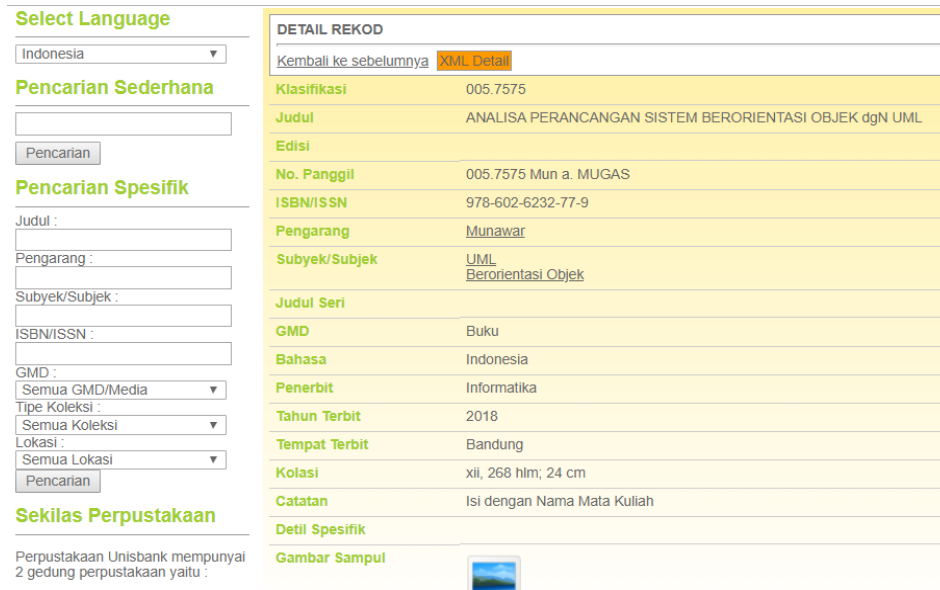 Select Language
Indonesia
Pencarian Sederhana
Pencarian
Pencarian Spesifik
Judul :
Pengarang :
Subyek/Subjek :
ISBN/ISSN :
GMD :
Semua GMD/Media
Tipe Koleksi :
Semua Koleksi
Lokasi :
Semua Lokasi
Pencarian
Sekilas Perpustakaan
Perpustakaan Unisbank mempunyai
2 gedung perpustakaan yaitu :
DETAIL REKOD
Kembali ke sebelumnya XML Detail
Klasifikasi 005.7575
Judul ANALISA PERANCANGAN SISTEM BERORIENTASI OBJEK dgN UML
Edisi
No. Panggil 005.7575 Mun a. MUGAS
ISBN/ISSN 978-602-6232-77-9
Pengarang Munawar
Subyek/Subjek UML
Berorientasi Objek
Judul Seri
GMD Buku
Bahasa Indonesia
Penerbit Informatika
Tahun Terbit 2018
Tempat Terbit Bandung
Kolasi xii, 268 hlm; 24 cm
Catatan Isi dengan Nama Mata Kuliah
Detil Spesifik
Gambar Sampul